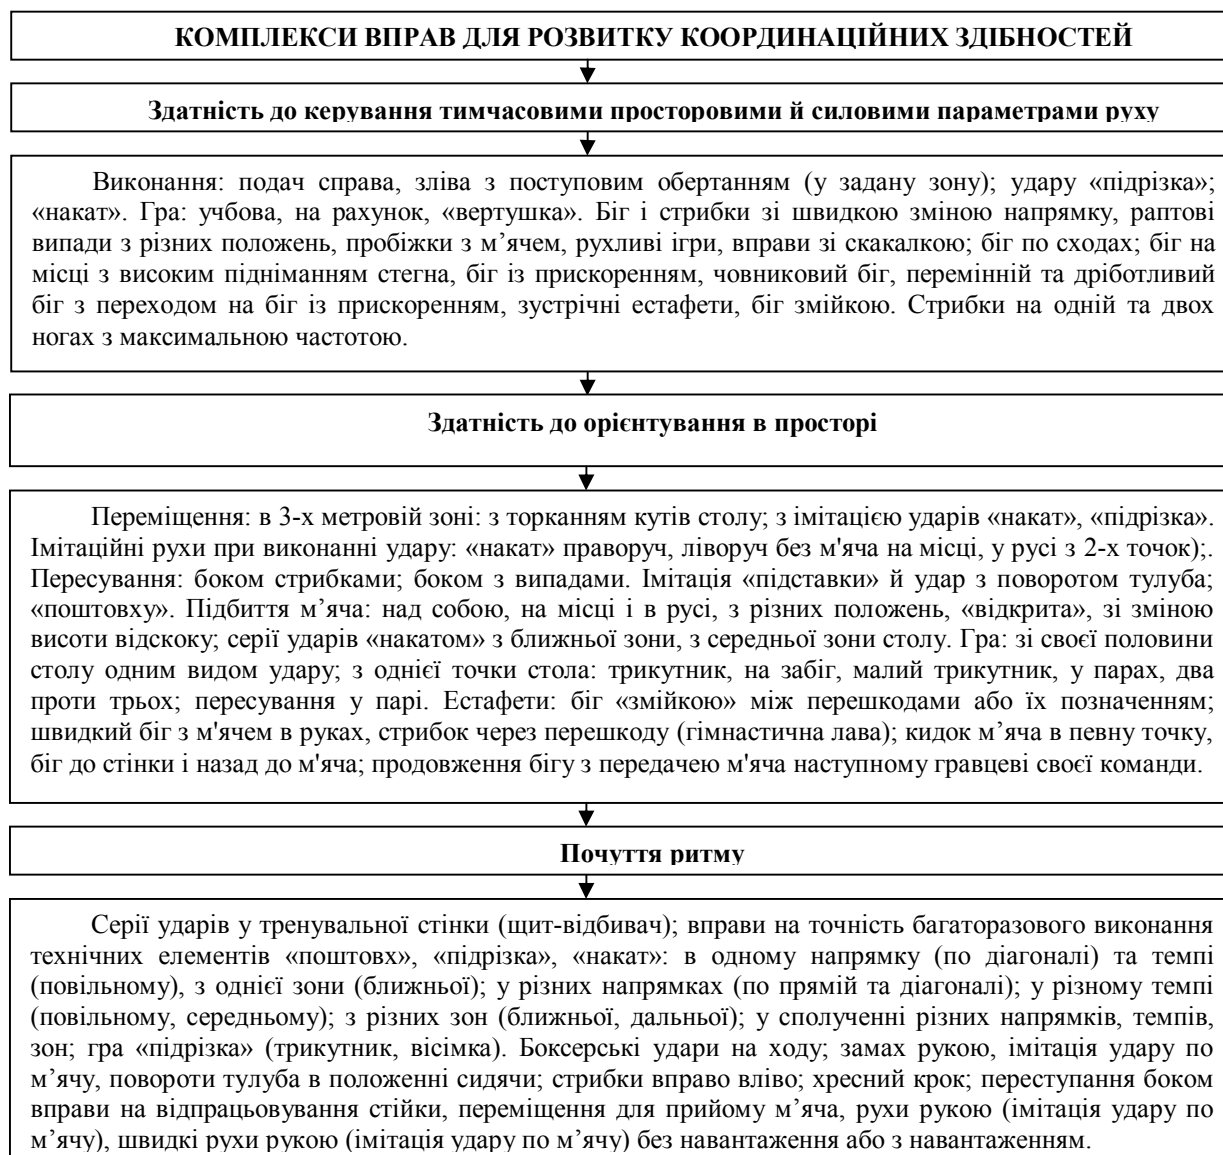 КОМПЛЕКСИ ВПРАВ ДЛЯ РОЗВИТКУ КООРДИНАЦІЙНИХ ЗДІБНОСТЕЙ
Здатність до керування тимчасовими просторовими й силовими параметрами руху
Виконання: подач справа, зліва з поступовим обертанням (у задану зону); удару «підрізка»;
«накат». Гра: учбова, на рахунок, «вертушка». Біг і стрибки зі швидкою зміною напрямку, раптові
випади з різних положень, пробіжки з м’ячем, рухливі ігри, вправи зі скакалкою; біг по сходах; біг на
місці з високим підніманням стегна, біг із прискоренням, човниковий біг, перемінній та дріботливий
біг з переходом на біг із прискоренням, зустрічні естафети, біг змійкою. Стрибки на одній та двох
ногах з максимальною частотою.
Здатність до орієнтування в просторі
Переміщення: в 3-х метровій зоні: з торканням кутів столу; з імітацією ударів «накат», «підрізка».
Імітаційні рухи при виконанні удару: «накат» праворуч, ліворуч без м'яча на місці, у русі з 2-х точок);.
Пересування: боком стрибками; боком з випадами. Імітація «підставки» й удар з поворотом тулуба;
«поштовху». Підбиття м’яча: над собою, на місці і в русі, з різних положень, «відкрита», зі зміною
висоти відскоку; серії ударів «накатом» з ближньої зони, з середньої зони столу. Гра: зі своєї половини
столу одним видом удару; з однієї точки стола: трикутник, на забіг, малий трикутник, у парах, два
проти трьох; пересування у парі. Естафети: біг «змійкою» між перешкодами або їх позначенням;
швидкий біг з м'ячем в руках, стрибок через перешкоду (гімнастична лава); кидок м’яча в певну точку,
біг до стінки і назад до м'яча; продовження бігу з передачею м'яча наступному гравцеві своєї команди.
Почуття ритму
Серії ударів у тренувальної стінки (щит-відбивач); вправи на точність багаторазового виконання
технічних елементів «поштовх», «підрізка», «накат»: в одному напрямку (по діагоналі) та темпі
(повільному), з однієї зони (ближньої); у різних напрямках (по прямій та діагоналі); у різному темпі
(повільному, середньому); з різних зон (ближньої, дальньої); у сполученні різних напрямків, темпів,
зон; гра «підрізка» (трикутник, вісімка). Боксерські удари на ходу; замах рукою, імітація удару по
м’ячу, повороти тулуба в положенні сидячи; стрибки вправо вліво; хресний крок; переступання боком
вправи на відпрацьовування стійки, переміщення для прийому м’яча, рухи рукою (імітація удару по
м’ячу), швидкі рухи рукою (імітація удару по м’ячу) без навантаження або з навантаженням.